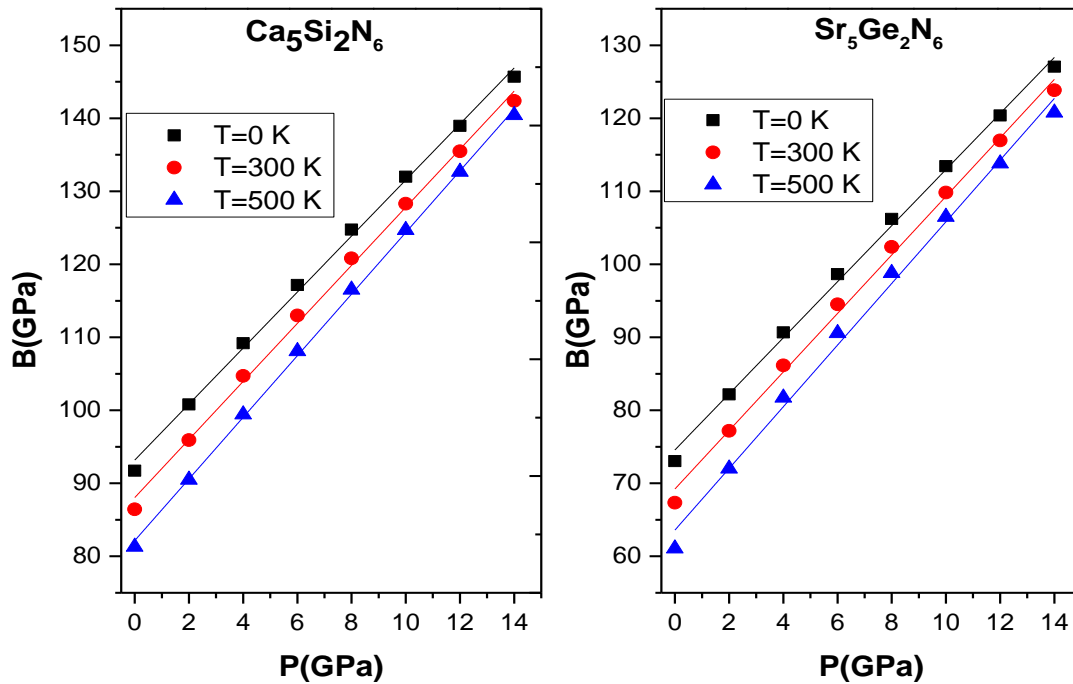 Ca5Si2N6
B(GPa)
150
140
130
120
110
100
90
80
T=0 K
T=300 K
T=500 K
0 2 4 6 8 10 12 14
P(GPa)
Sr5Ge2N6
B(GPa)
130
120
110
100
90
80
70
60
T=0 K
T=300 K
T=500 K
0 2 4 6 8 10 12 14
P(GPa)